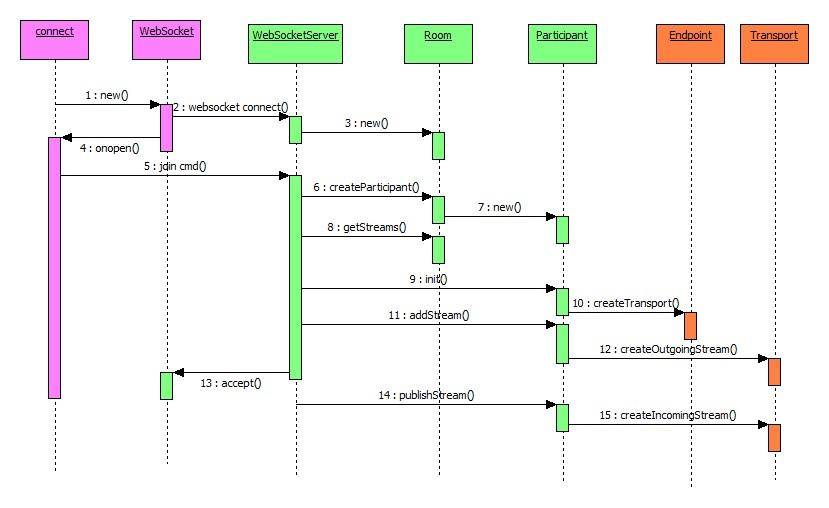 connect
WebSocket
WebSocketServer
Room
Participant
Endpoint
Transport
1 : new()
2 : websocket connect()
3 : new()
4 : onopen()
5 : join cmd()
6 : createParticipant()
7 : new()
8 : getStreams()
9 : init()
10 : createTransport()
11 : addStream()
12 : createOutgoingStream()
13 : accept()
14 : publishStream()
15 : createIncomingStream()